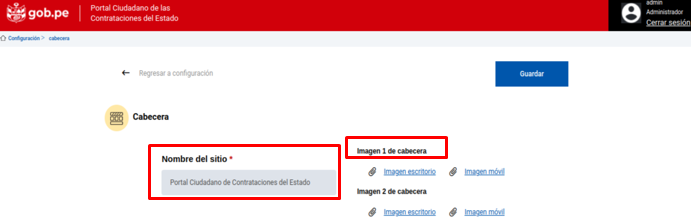 gob.pe
Portal Ciudadano de las
Contrataciones del Estado
admin
Administrador
Cerrar sesión
Configuración > cabecera
← Regresar a configuración
Guardar
Cabecera
Nombre del sitio *
Portal Ciudadano de Contrataciones del Estado
Imagen 1 de cabecera
Imagen escritorio Imagen móvil
Imagen 2 de cabecera
Imagen escritorio Imagen móvil